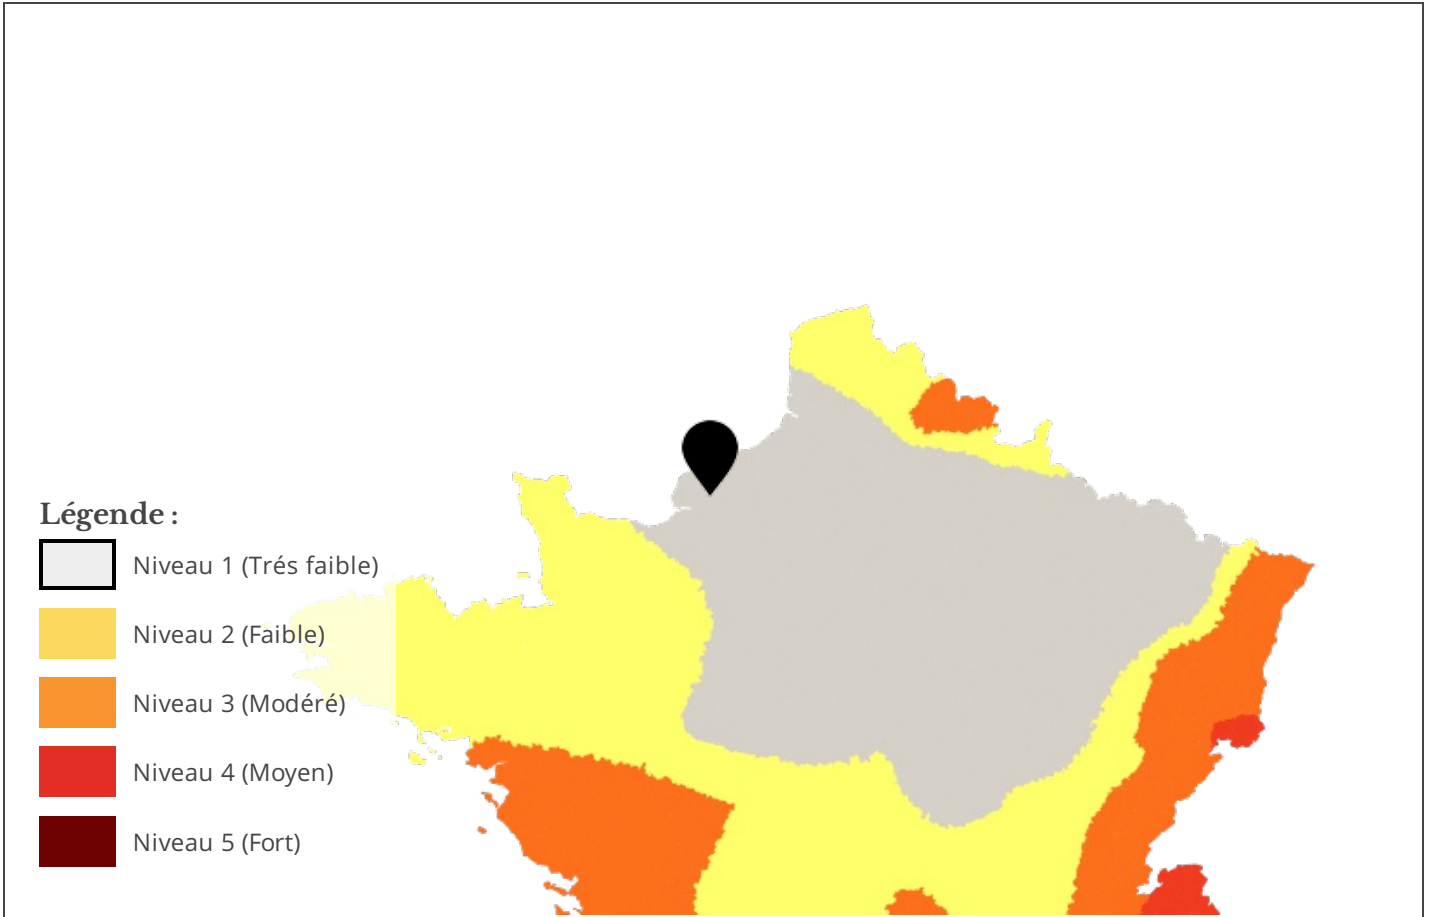 Légende :
Niveau 1 (Trés faible)
Niveau 2 (Faible)
Niveau 3 (Modéré)
Niveau 4 (Moyen)
Niveau 5 (Fort)